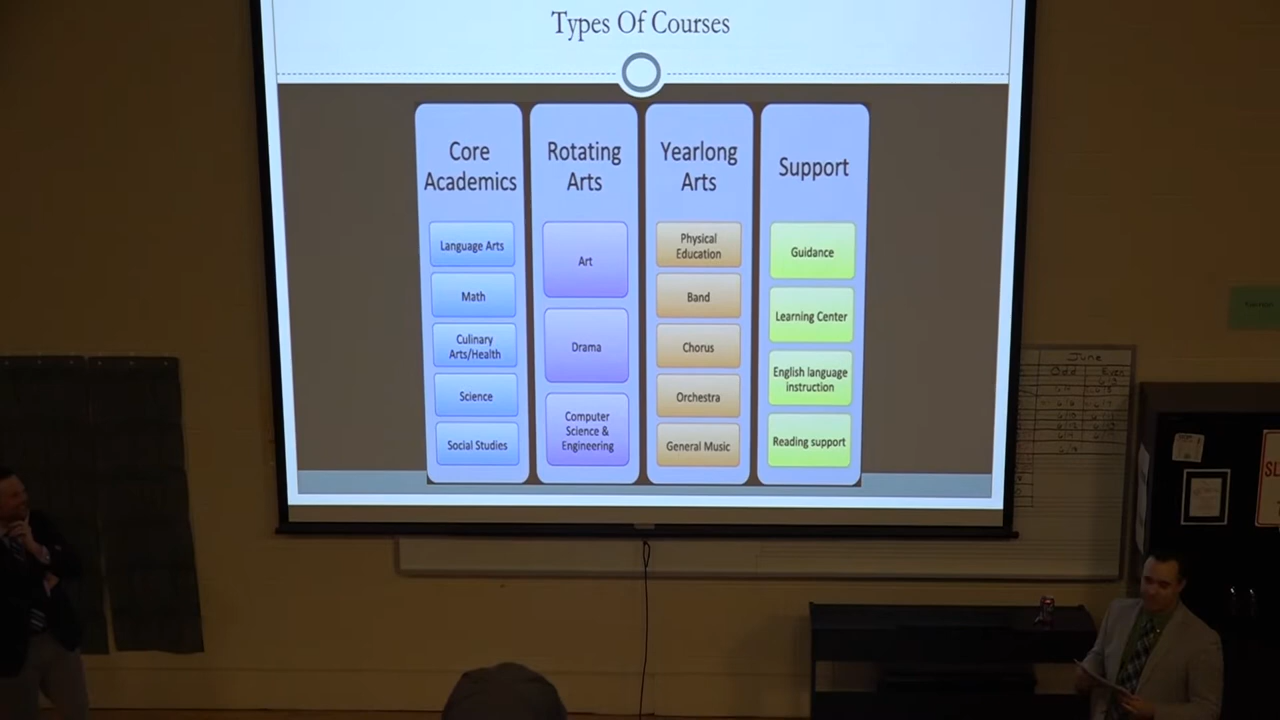 Types Of Courses
Core
Academics
Language Arts
Math
Culinary
Arts/Health
Science
Social Studies
Rotating
Arts
Art
Drama
Computer
Science &
Engineering
Yearlong
Arts
Physical
Education
Band
Chorus
Orchestra
General Music
Support
Guidance
Learning Center
English language
instruction
Reading support
June
Odd Even